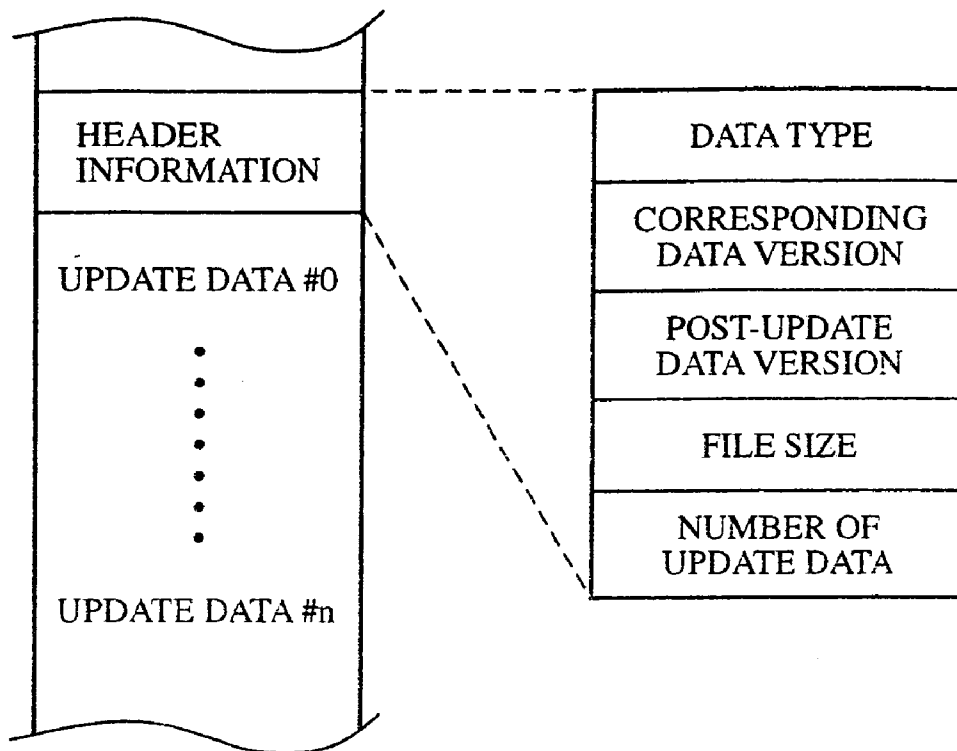 HEADER
INFORMATION
UPDATE DATA #0
UPDATE DATA #n
DATA TYPE
CORRESPONDING
DATA VERSION
POST-UPDATE
DATA VERSION
FILE SIZE
NUMBER OF
UPDATE DATA